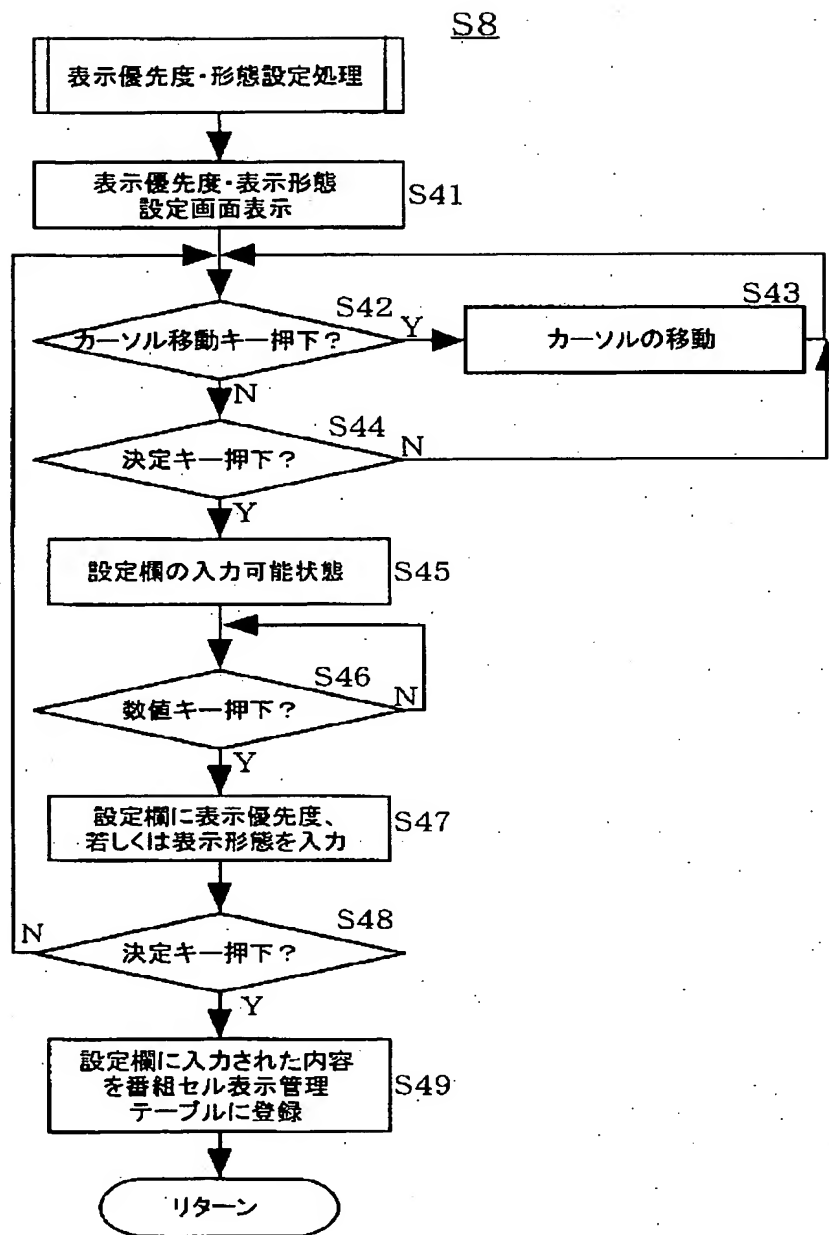 S8
表示優先度・形態設定処理
表示優先度・表示形態
設定画面表示
S41
S42
カーソル移動キー押下?
Y
S43
カーソルの移動
N
S44
決定キー押下?
N
Y
設定欄の入力可能状態
S45
S46
数値キー押下?
N
Y
設定欄に表示優先度、
若しくは表示形態を入力
S47
S48
N
決定キー押下?
Y
設定欄に入力された内容
を番組セル表示管理
テーブルに登録
S49
リターン